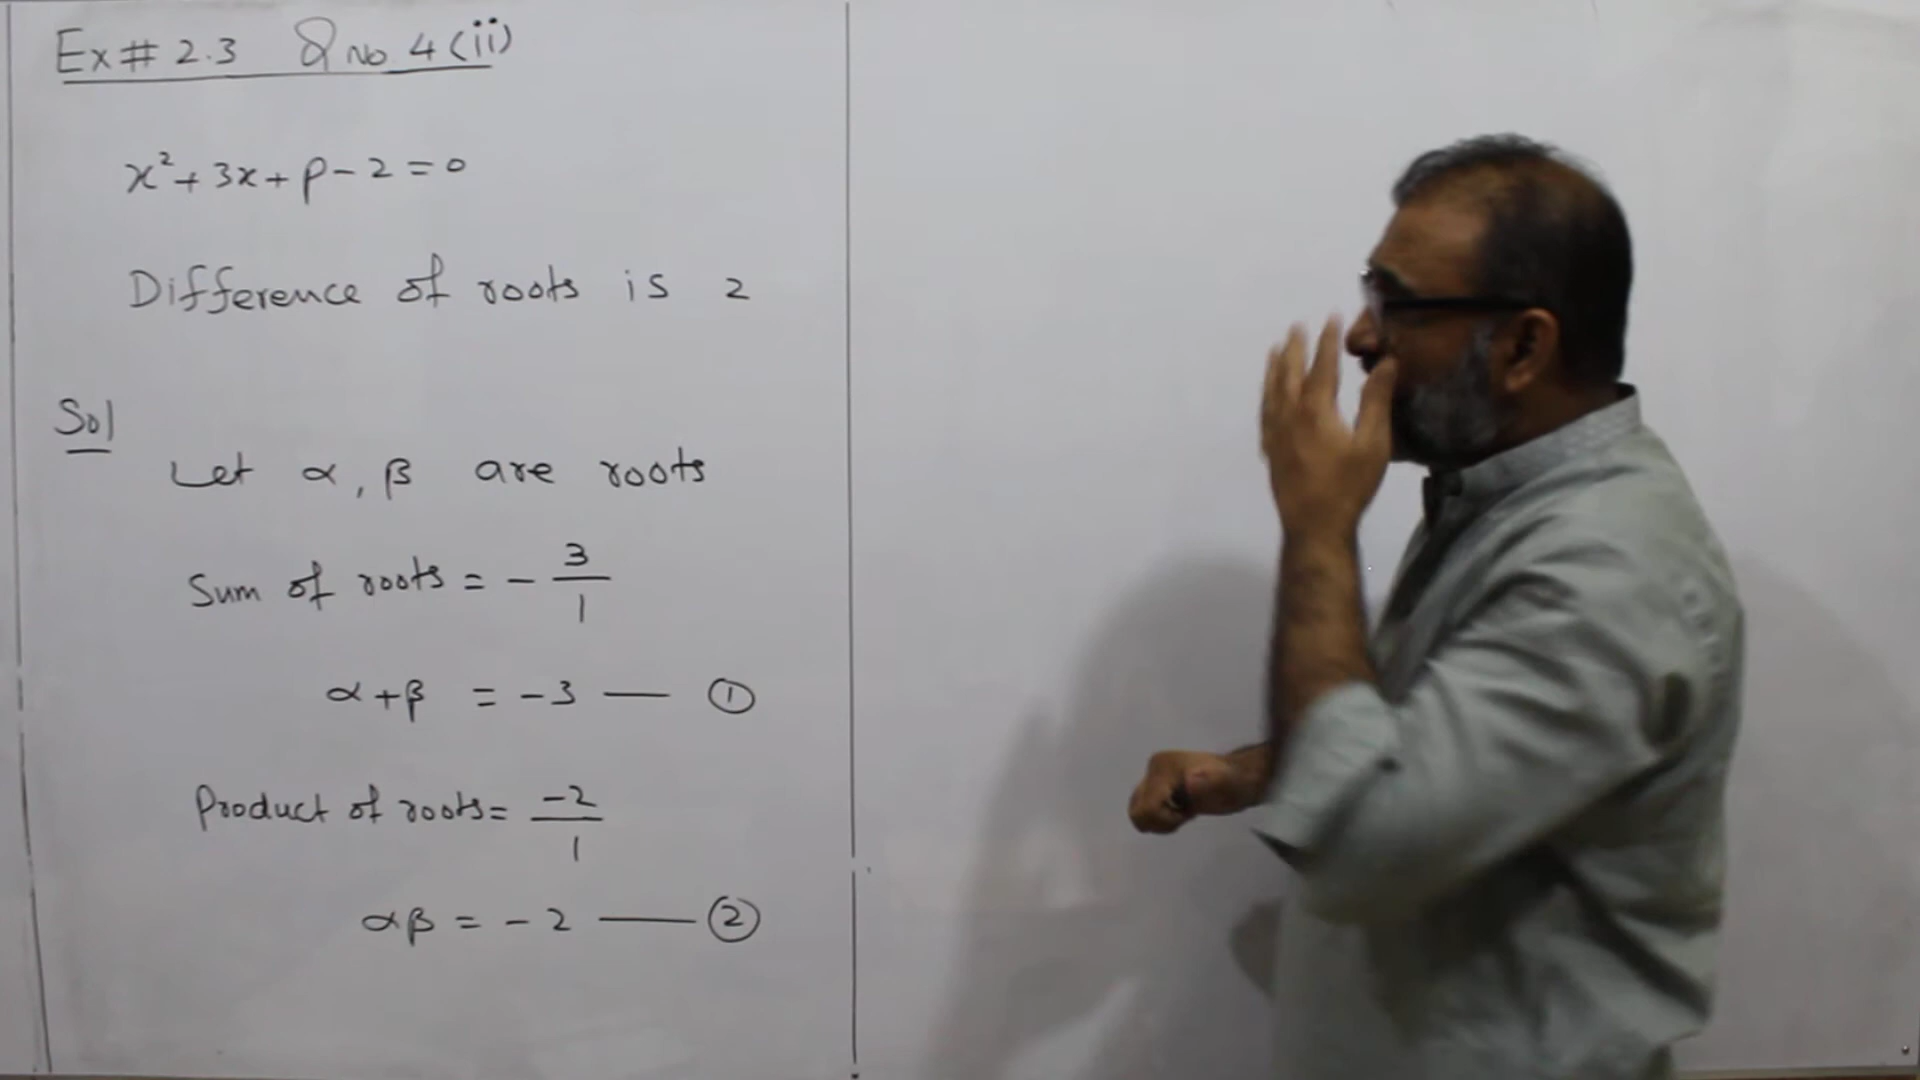 Ex# 2.3 Q No 4(ii)
x²+3x+p-2=0
Difference of roots is 2
Sol
Let α, β are roots
Sum of roots = - 3/1
α+β = -3 — ①
Product of roots = -2/1
αβ = -2 — ②